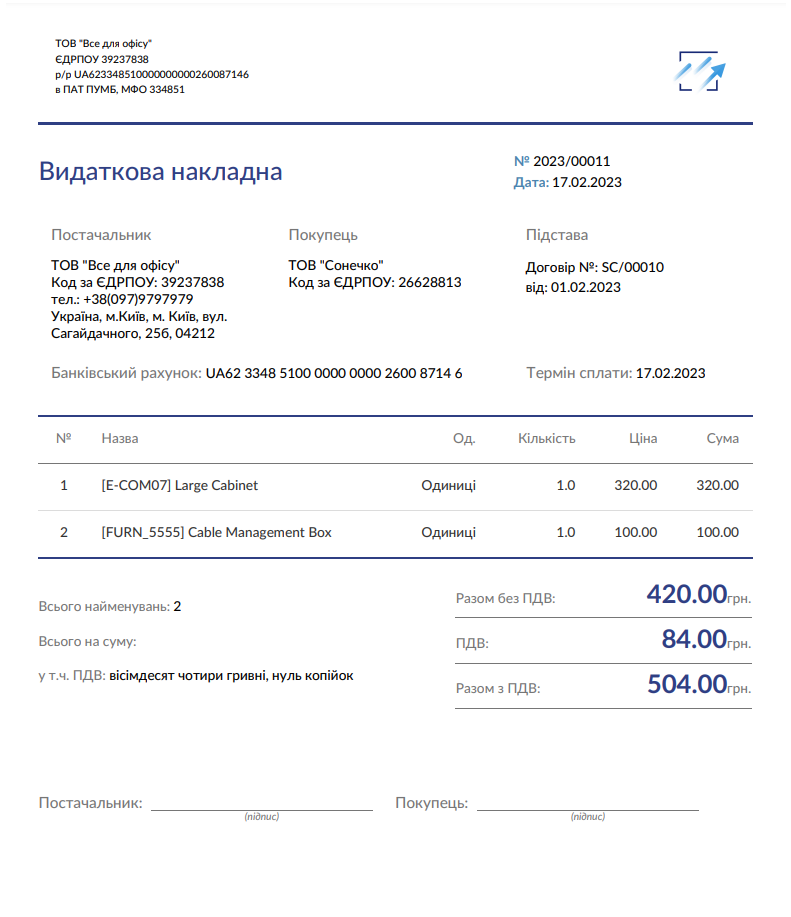 ТОВ "Все для офісу"
ЄДРПОУ 39237838
р/р UA623348510000000000260087146
в ПАТ ПУМБ, МФО 334851
Видаткова накладна
№ 2023/00011
Дата: 17.02.2023
Постачальник
ТОВ "Все для офісу"
Код за ЄДРПОУ: 39237838
тел.: +38(097)9797979
Україна, м.Київ, м. Київ, вул.
Сагайдачного, 25б, 04212
Покупець
ТОВ "Сонечко"
Код за ЄДРПОУ: 26628813
Підстава
Договір №: SC/00010
від: 01.02.2023
Банківський рахунок: UA62 3348 5100 0000 0000 2600 8714 6
Термін сплати: 17.02.2023
№ Назва Од. Кількість Ціна Сума
1 [E-COM07] Large Cabinet Одиниці 1.0 320.00 320.00
2 [FURN_5555] Cable Management Box Одиниці 1.0 100.00 100.00
Всього найменувань: 2
Всього на суму:
у т.ч. ПДВ: вісімдесят чотири гривні, нуль копійок
Разом без ПДВ: 420.00грн.
ПДВ: 84.00грн.
Разом з ПДВ: 504.00грн.
Постачальник:
(підпис)
Покупець:
(підпис)